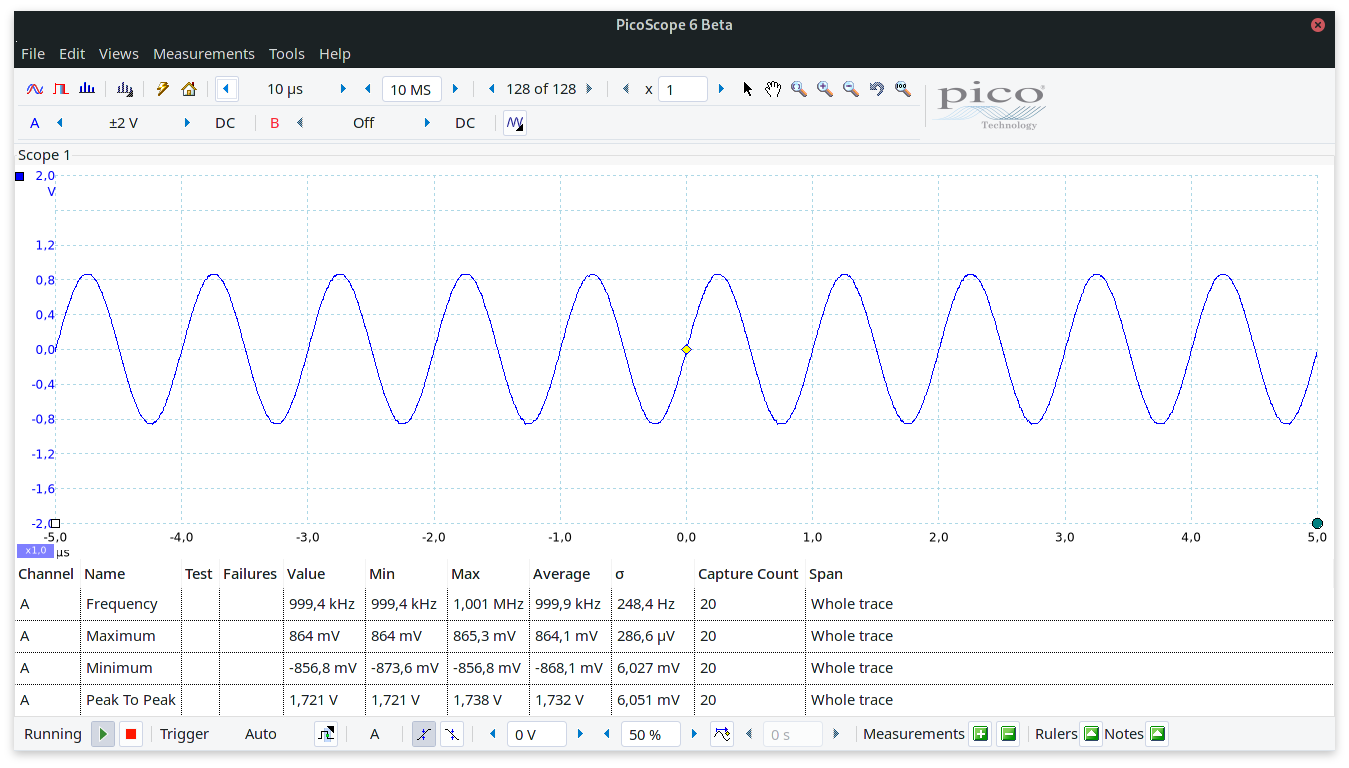 PicoScope 6 Beta
File Edit Views Measurements Tools Help
10 µs 10 MS 128 of 128 x 1
pico
Technology
A ±2 V DC B Off DC
Scope 1
2,0
V
1,2
0,8
0,4
0,0
-0,4
-0,8
-1,2
-1,6
-2,0
-5,0 -4,0 -3,0 -2,0 -1,0 0,0 1,0 2,0 3,0 4,0 5,0
x1,0 µs
Channel Name Test Failures Value Min Max Average σ Capture Count Span
A Frequency 999,4 kHz 999,4 kHz 1,001 MHz 999,9 kHz 248,4 Hz 20 Whole trace
A Maximum 864 mV 864 mV 865,3 mV 864,1 mV 286,6 µV 20 Whole trace
A Minimum -856,8 mV -873,6 mV -856,8 mV -868,1 mV 6,027 mV 20 Whole trace
A Peak To Peak 1,721 V 1,721 V 1,738 V 1,732 V 6,051 mV 20 Whole trace
Running Trigger Auto A 0 V 50 % 0 s Measurements Rulers Notes